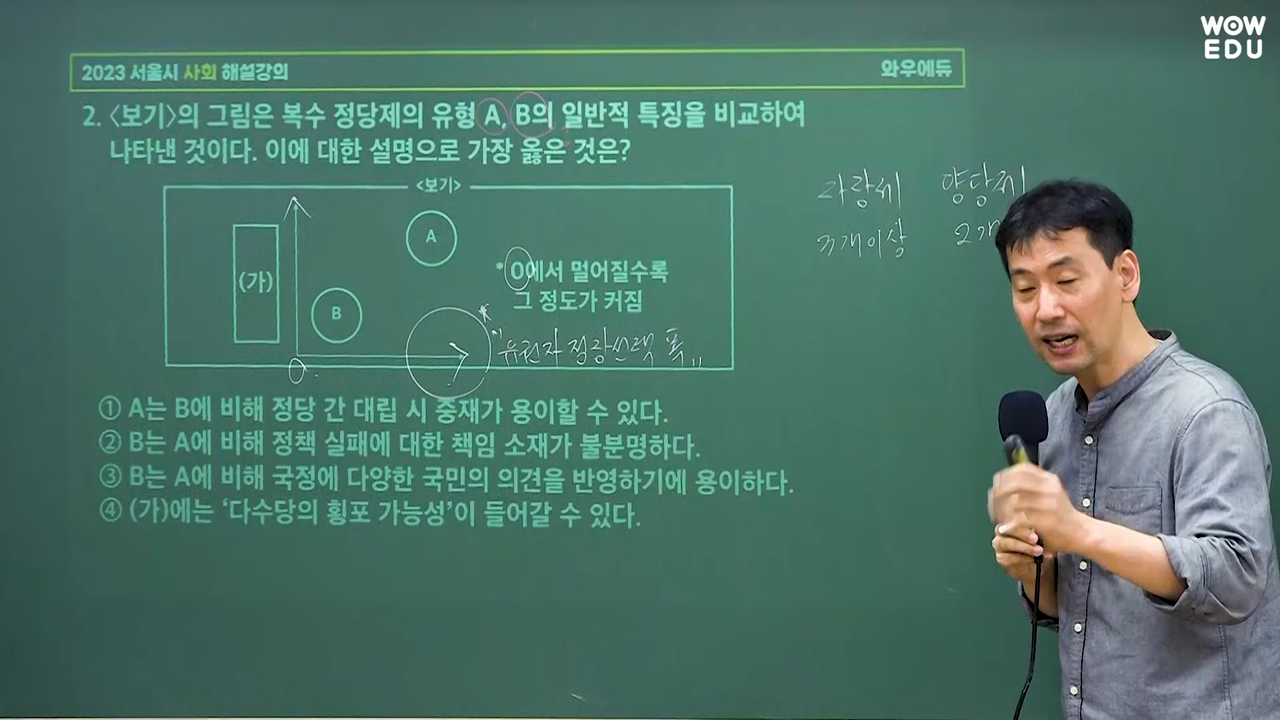 WOW
EDU
2023 서울시 사회 해설강의
와우에듀
2. <보기>의 그림은 복수 정당제의 유형 A, B의 일반적 특징을 비교하여
나타낸 것이다. 이에 대한 설명으로 가장 옳은 것은?
<보기>
(가)
A
B
* 0에서 멀어질수록
그 정도가 커짐
* "유권자 정당선택 폭"
0
① A는 B에 비해 정당 간 대립 시 중재가 용이할 수 있다.
② B는 A에 비해 정책 실패에 대한 책임 소재가 불분명하다.
③ B는 A에 비해 국정에 다양한 국민의 의견을 반영하기에 용이하다.
④ (가)에는 '다수당의 횡포 가능성'이 들어갈 수 있다.
다당제 양당제
3개이상 2개